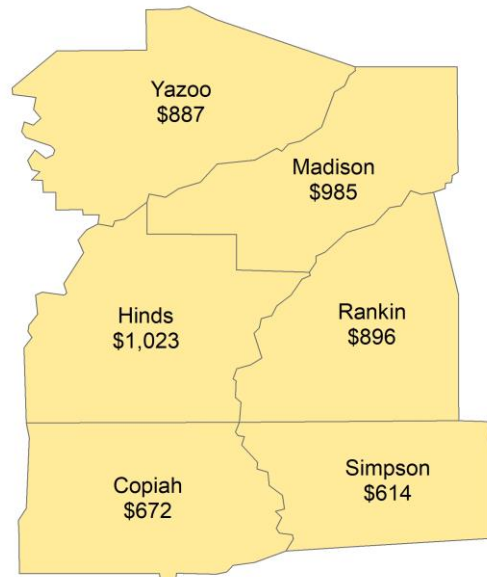 Yazoo
$887
Madison
$985
Hinds
$1,023
Rankin
$896
Copiah
$672
Simpson
$614